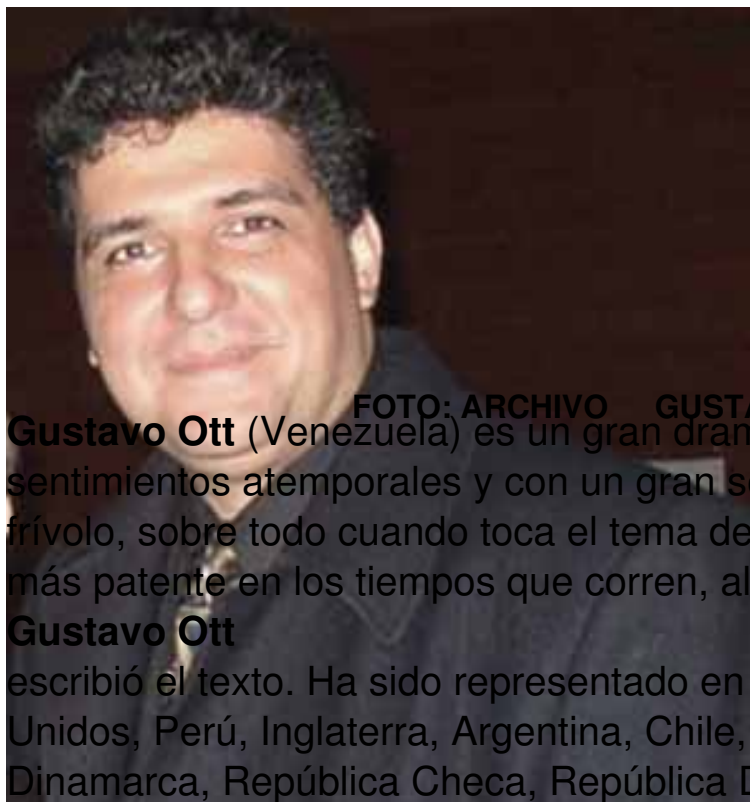 FOTO: ARCHIVO GUSTA
Gustavo Ott (Venezuela) es un gran dram
sentimientos atemporales y con un gran s
frívolo, sobre todo cuando toca el tema de
más patente en los tiempos que corren, al
Gustavo Ott
escribió el texto. Ha sido representado en
Unidos, Perú, Inglaterra, Argentina, Chile,
Dinamarca, República Checa, República D